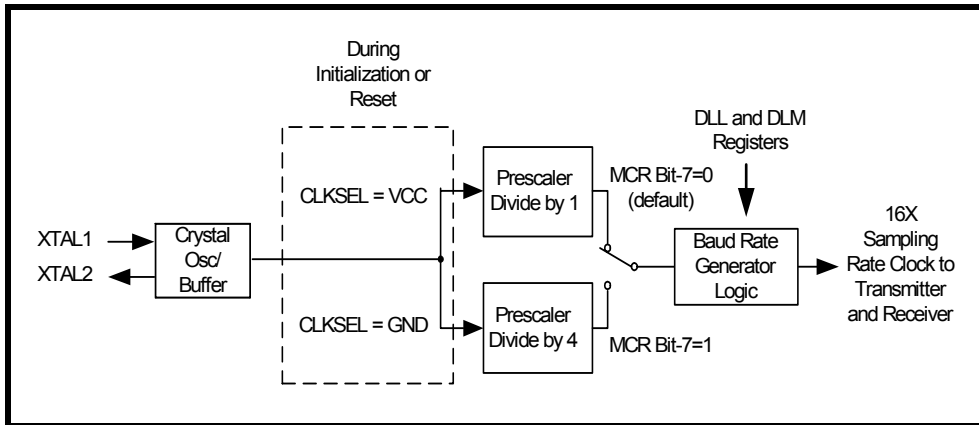 During
Initialization or
Reset
DLL and DLM
Registers
CLKSEL = VCC
Prescaler
Divide by 1
MCR Bit-7=0
(default)
XTAL1
XTAL2
Crystal
Osc/
Buffer
Baud Rate
Generator
Logic
16X
Sampling
Rate Clock to
Transmitter
and Receiver
CLKSEL = GND
Prescaler
Divide by 4
MCR Bit-7=1